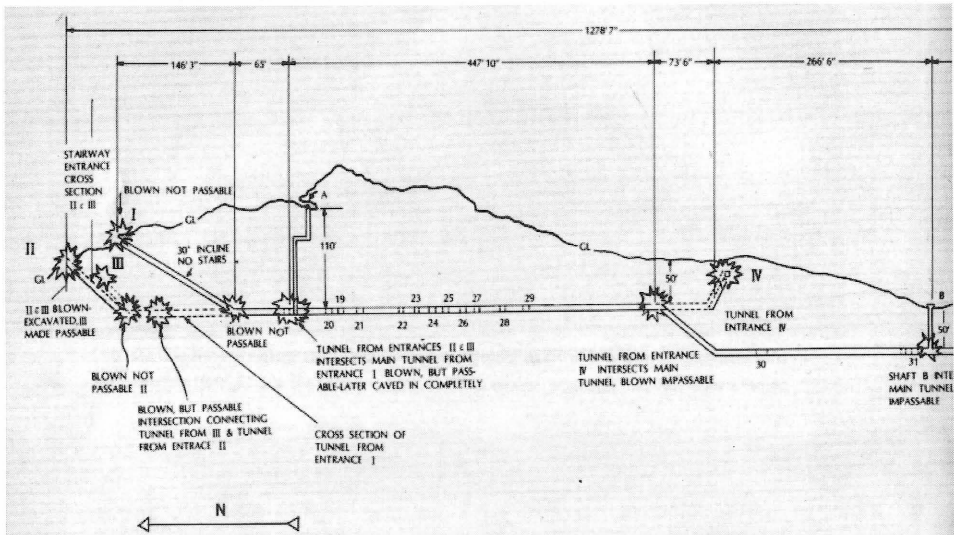 1278' 7"
146' 3"
65'
447' 10"
73' 6"
266' 6"
STAIRWAY
ENTRANCE
CROSS
SECTION
II & III
BLOWN NOT PASSABLE
I
GL
A
II
III
30° INCLINE
NO STAIRS
110'
GL
50'
IV
GL
II & III BLOWN-
EXCAVATED, III
MADE PASSABLE
BLOWN NOT
PASSABLE
19
23 25 27
29
20
22 24 26
28
TUNNEL FROM
ENTRANCE IV
B
50'
BLOWN NOT
PASSABLE II
TUNNEL FROM ENTRANCES II & III
INTERSECTS MAIN TUNNEL FROM
ENTRANCE I BLOWN, BUT PASS-
ABLE-LATER CAVED IN COMPLETELY
TUNNEL FROM ENTRANCE
IV INTERSECTS MAIN
TUNNEL, BLOWN IMPASSABLE
30
31
SHAFT B INTE
MAIN TUNNEL
IMPASSABLE
BLOWN, BUT PASSABLE
INTERSECTION CONNECTING
TUNNEL FROM III & TUNNEL
FROM ENTRACE II
CROSS SECTION OF
TUNNEL FROM
ENTRANCE I
N